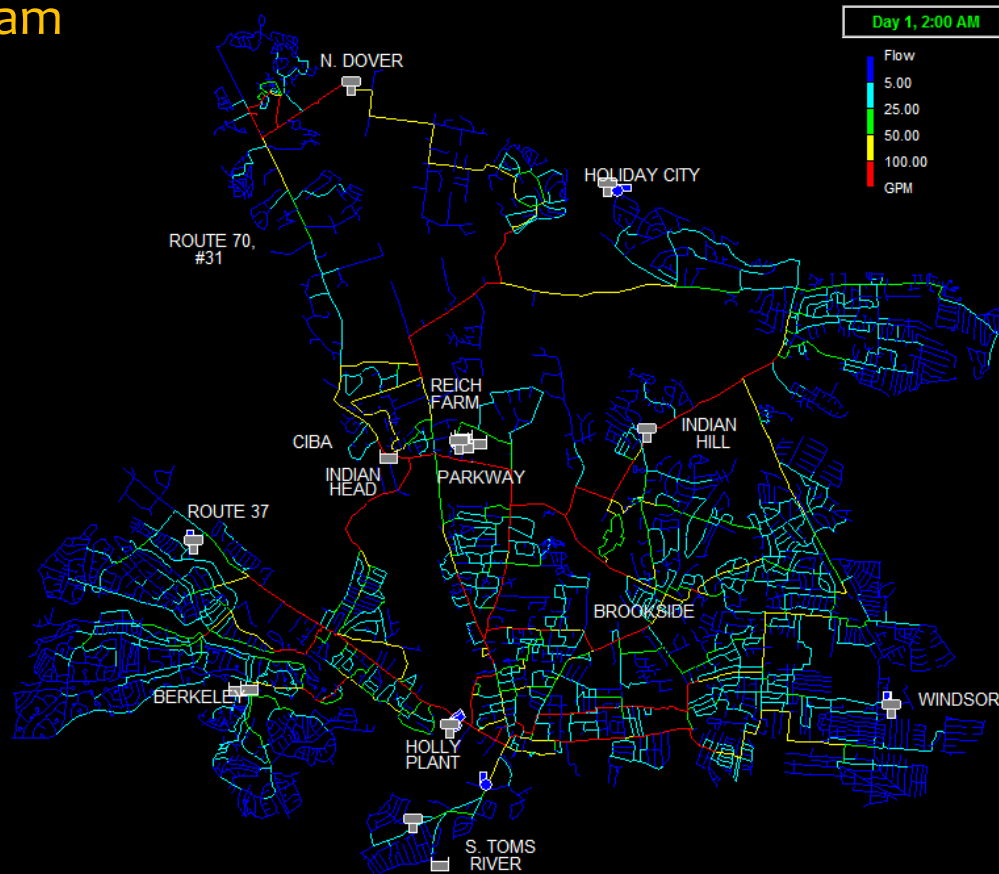 am
Day 1, 2:00 AM
Flow
5.00
25.00
50.00
100.00
GPM
N. DOVER
HOLIDAY CITY
ROUTE 70,
#31
REICH
FARM
CIBA
INDIAN
HEAD
PARKWAY
INDIAN
HILL
ROUTE 37
BROOKSIDE
BERKELEY
WINDSOR
HOLLY
PLANT
S. TOMS
RIVER